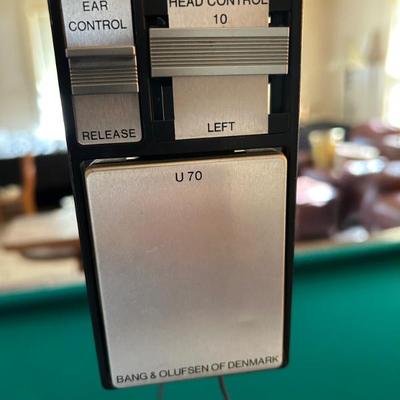 EAR
CONTROL
RELEASE
HEAD CONTROL
10
LEFT
U 70
BANG & OLUFSEN OF DENMARK